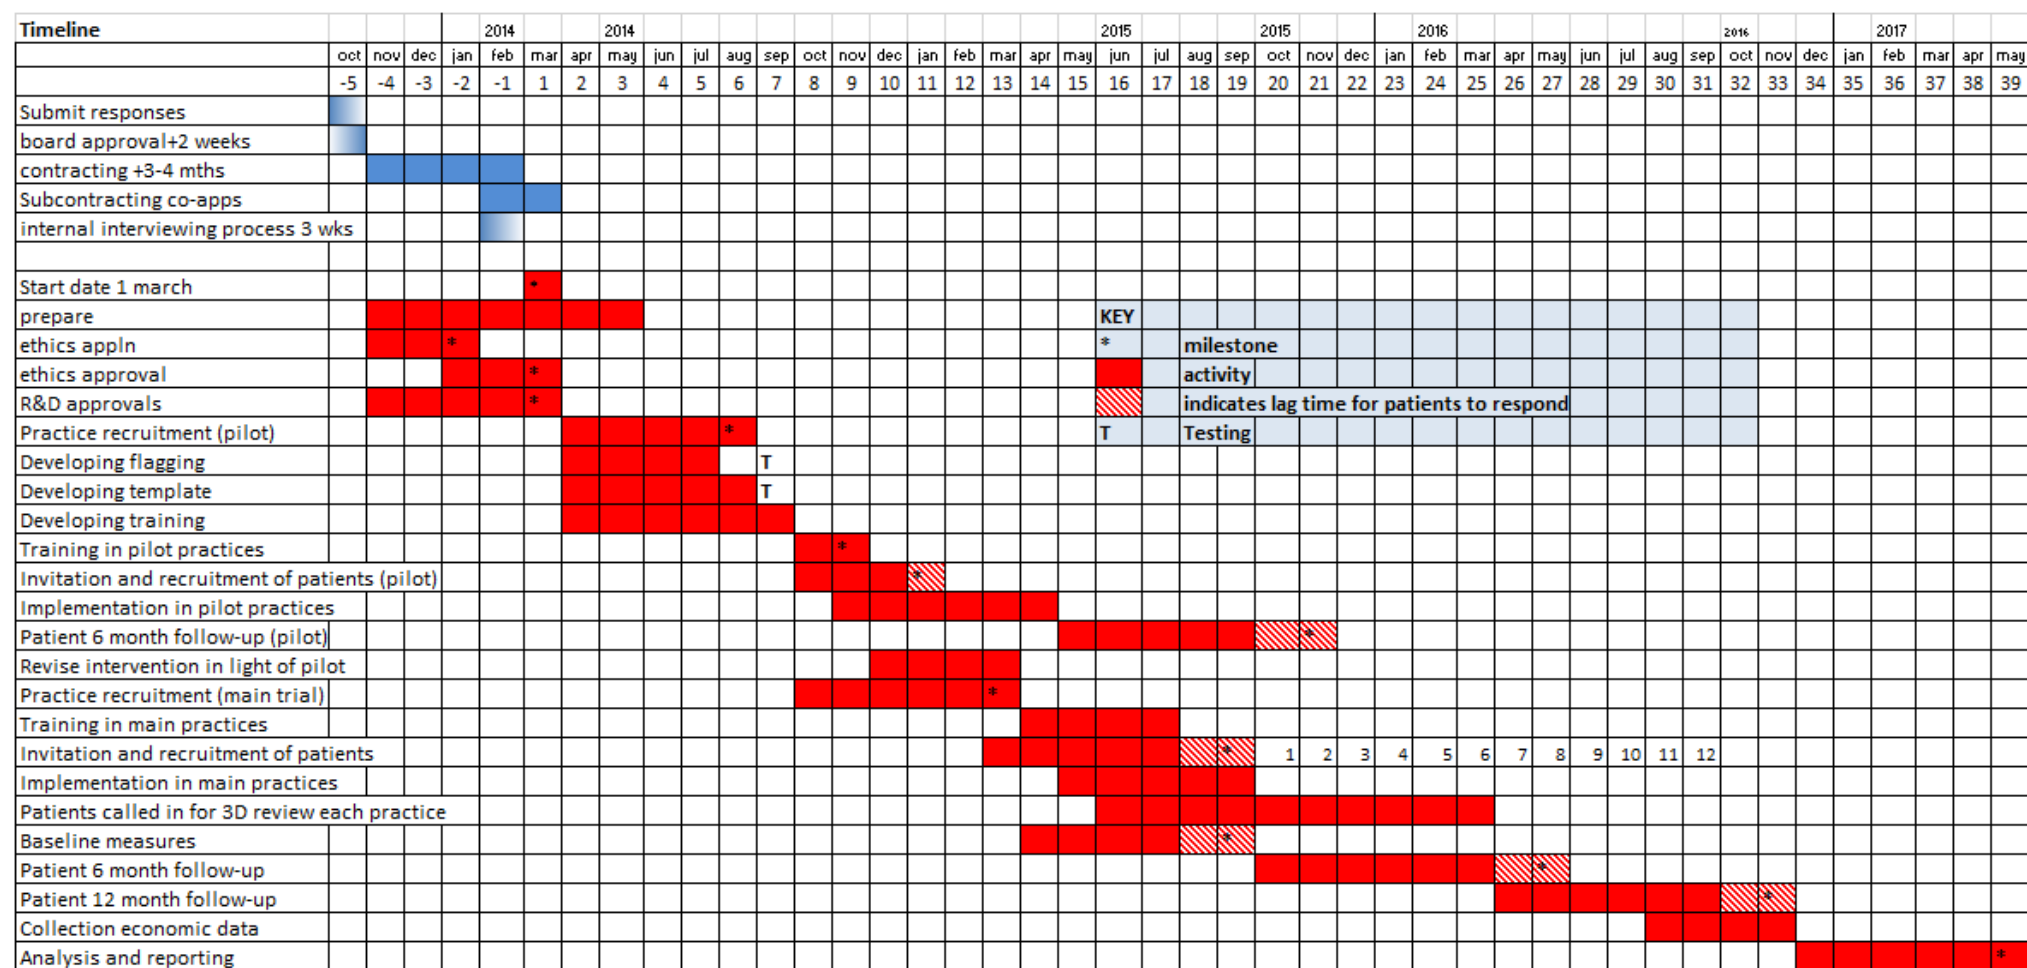 Timeline 2014 2014 2015 2015 2016 2016 2017
oct nov dec jan feb mar apr may jun jul aug sep oct nov dec jan feb mar apr may jun jul aug sep oct nov dec jan feb mar apr may jun jul aug sep oct nov dec jan feb mar apr may
-5 -4 -3 -2 -1 1 2 3 4 5 6 7 8 9 10 11 12 13 14 15 16 17 18 19 20 21 22 23 24 25 26 27 28 29 30 31 32 33 34 35 36 37 38 39
Submit responses
board approval+2 weeks
contracting +3-4 mths
Subcontracting co-apps
internal interviewing process 3 wks
Start date 1 march *
prepare KEY
ethics appln * * milestone
ethics approval * activity
R&D approvals * indicates lag time for patients to respond
Practice recruitment (pilot) * T Testing
Developing flagging T
Developing template T
Developing training
Training in pilot practices *
Invitation and recruitment of patients (pilot) *
Implementation in pilot practices
Patient 6 month follow-up (pilot) *
Revise intervention in light of pilot
Practice recruitment (main trial) *
Training in main practices
Invitation and recruitment of patients * 1 2 3 4 5 6 7 8 9 10 11 12
Implementation in main practices
Patients called in for 3D review each practice
Baseline measures *
Patient 6 month follow-up *
Patient 12 month follow-up *
Collection economic data
Analysis and reporting *